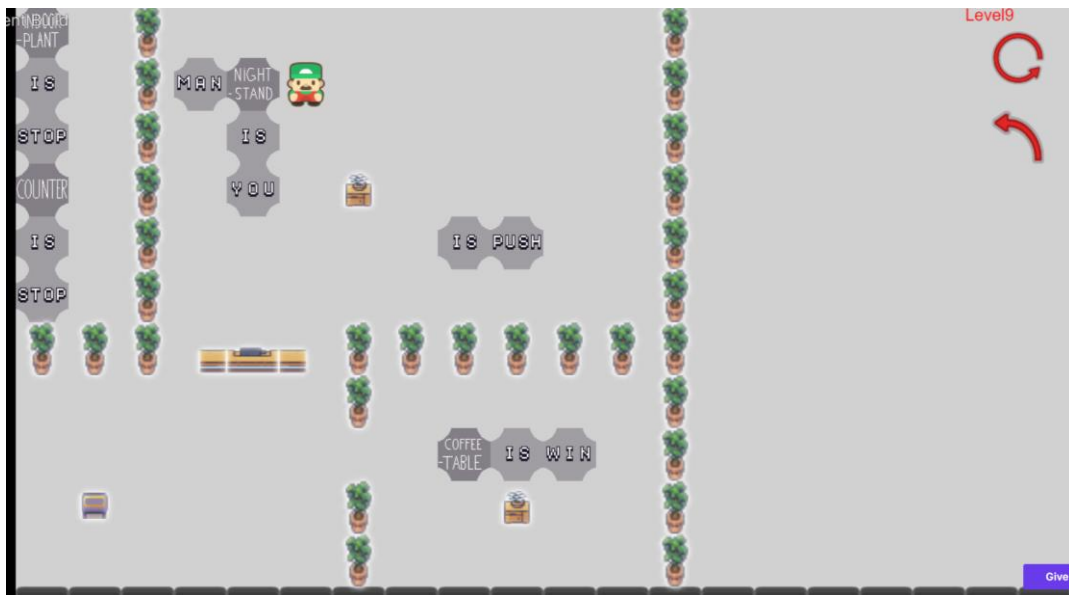 Level9
INDOOR
-PLANT
IS
MAN
NIGHT
-STAND
STOP
IS
COUNTER
YOU
IS
IS PUSH
STOP
COFFEE
-TABLE
IS WIN
Give